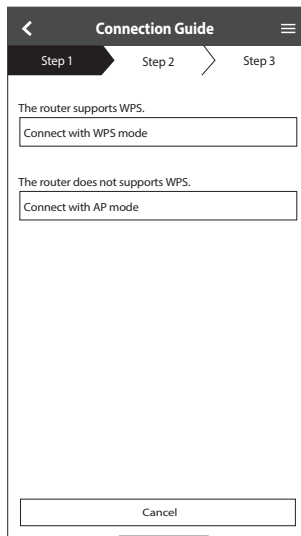 Connection Guide
Step 1 Step 2 Step 3
The router supports WPS.
Connect with WPS mode
The router does not supports WPS.
Connect with AP mode
Cancel